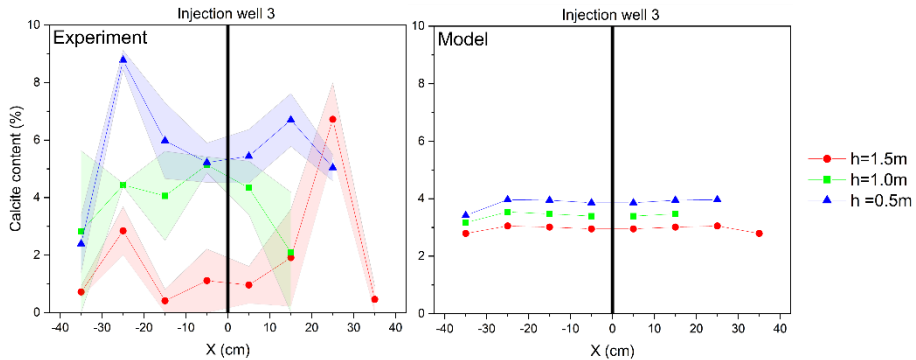 Injection well 3
Experiment
Calcite content (%)
10
8
6
4
2
0
-40 -30 -20 -10 0 10 20 30 40
X (cm)
Injection well 3
Model
10
8
6
4
2
0
-40 -30 -20 -10 0 10 20 30 40
X (cm)
h=1.5m
h=1.0m
h =0.5m